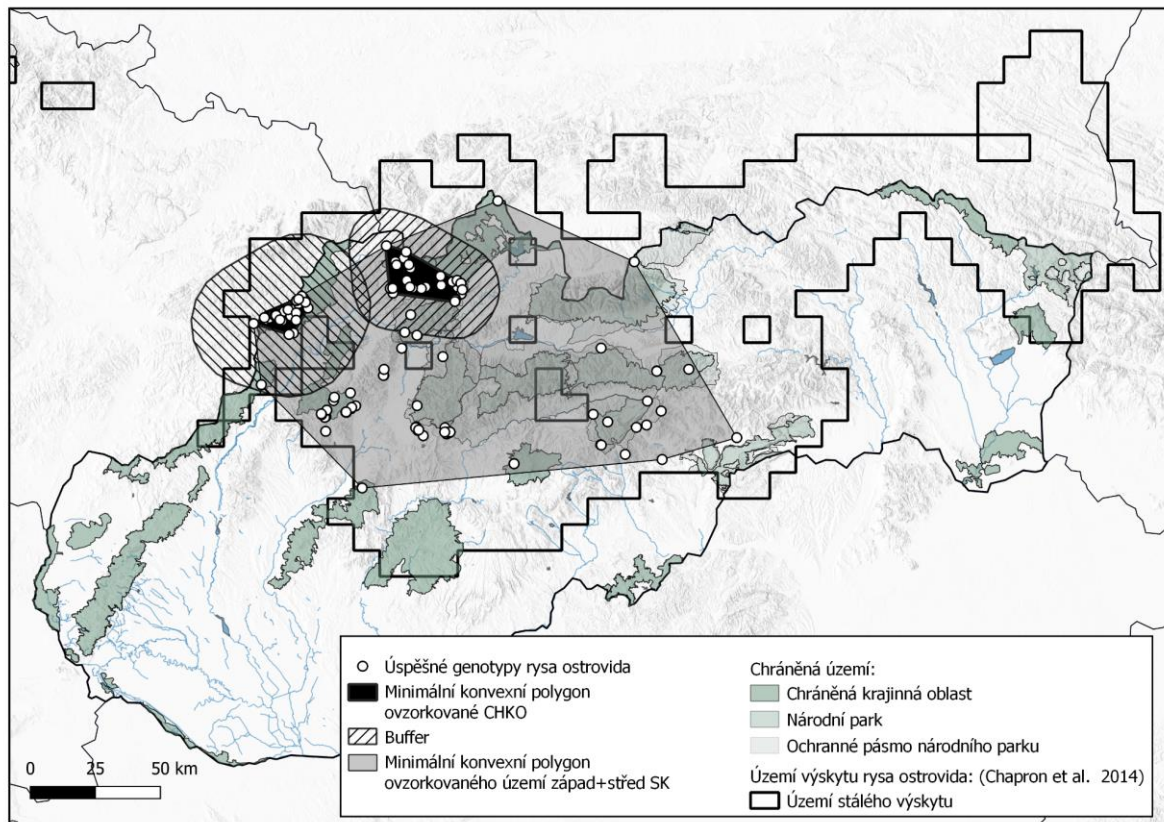 Úspěšné genotypy rysa ostrovida
Minimální konvexní polygon
ovzorkované CHKO
Buffer
Minimální konvexní polygon
ovzorkovaného území západ+střed SK
Chráněná území:
Chráněná krajinná oblast
Národní park
Ochranné pásmo národního parku
Území výskytu rysa ostrovida: (Chapron et al. 2014)
Území stálého výskytu
0 25 50 km